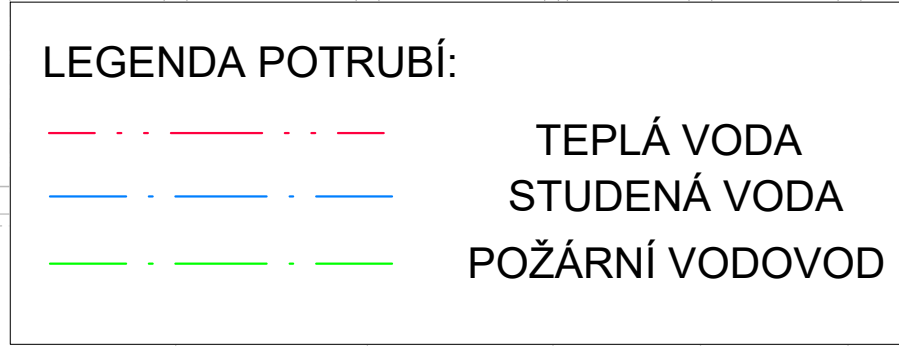 LEGENDA POTRUBÍ:
TEPLÁ VODA
STUDENÁ VODA
POŽÁRNÍ VODOVOD